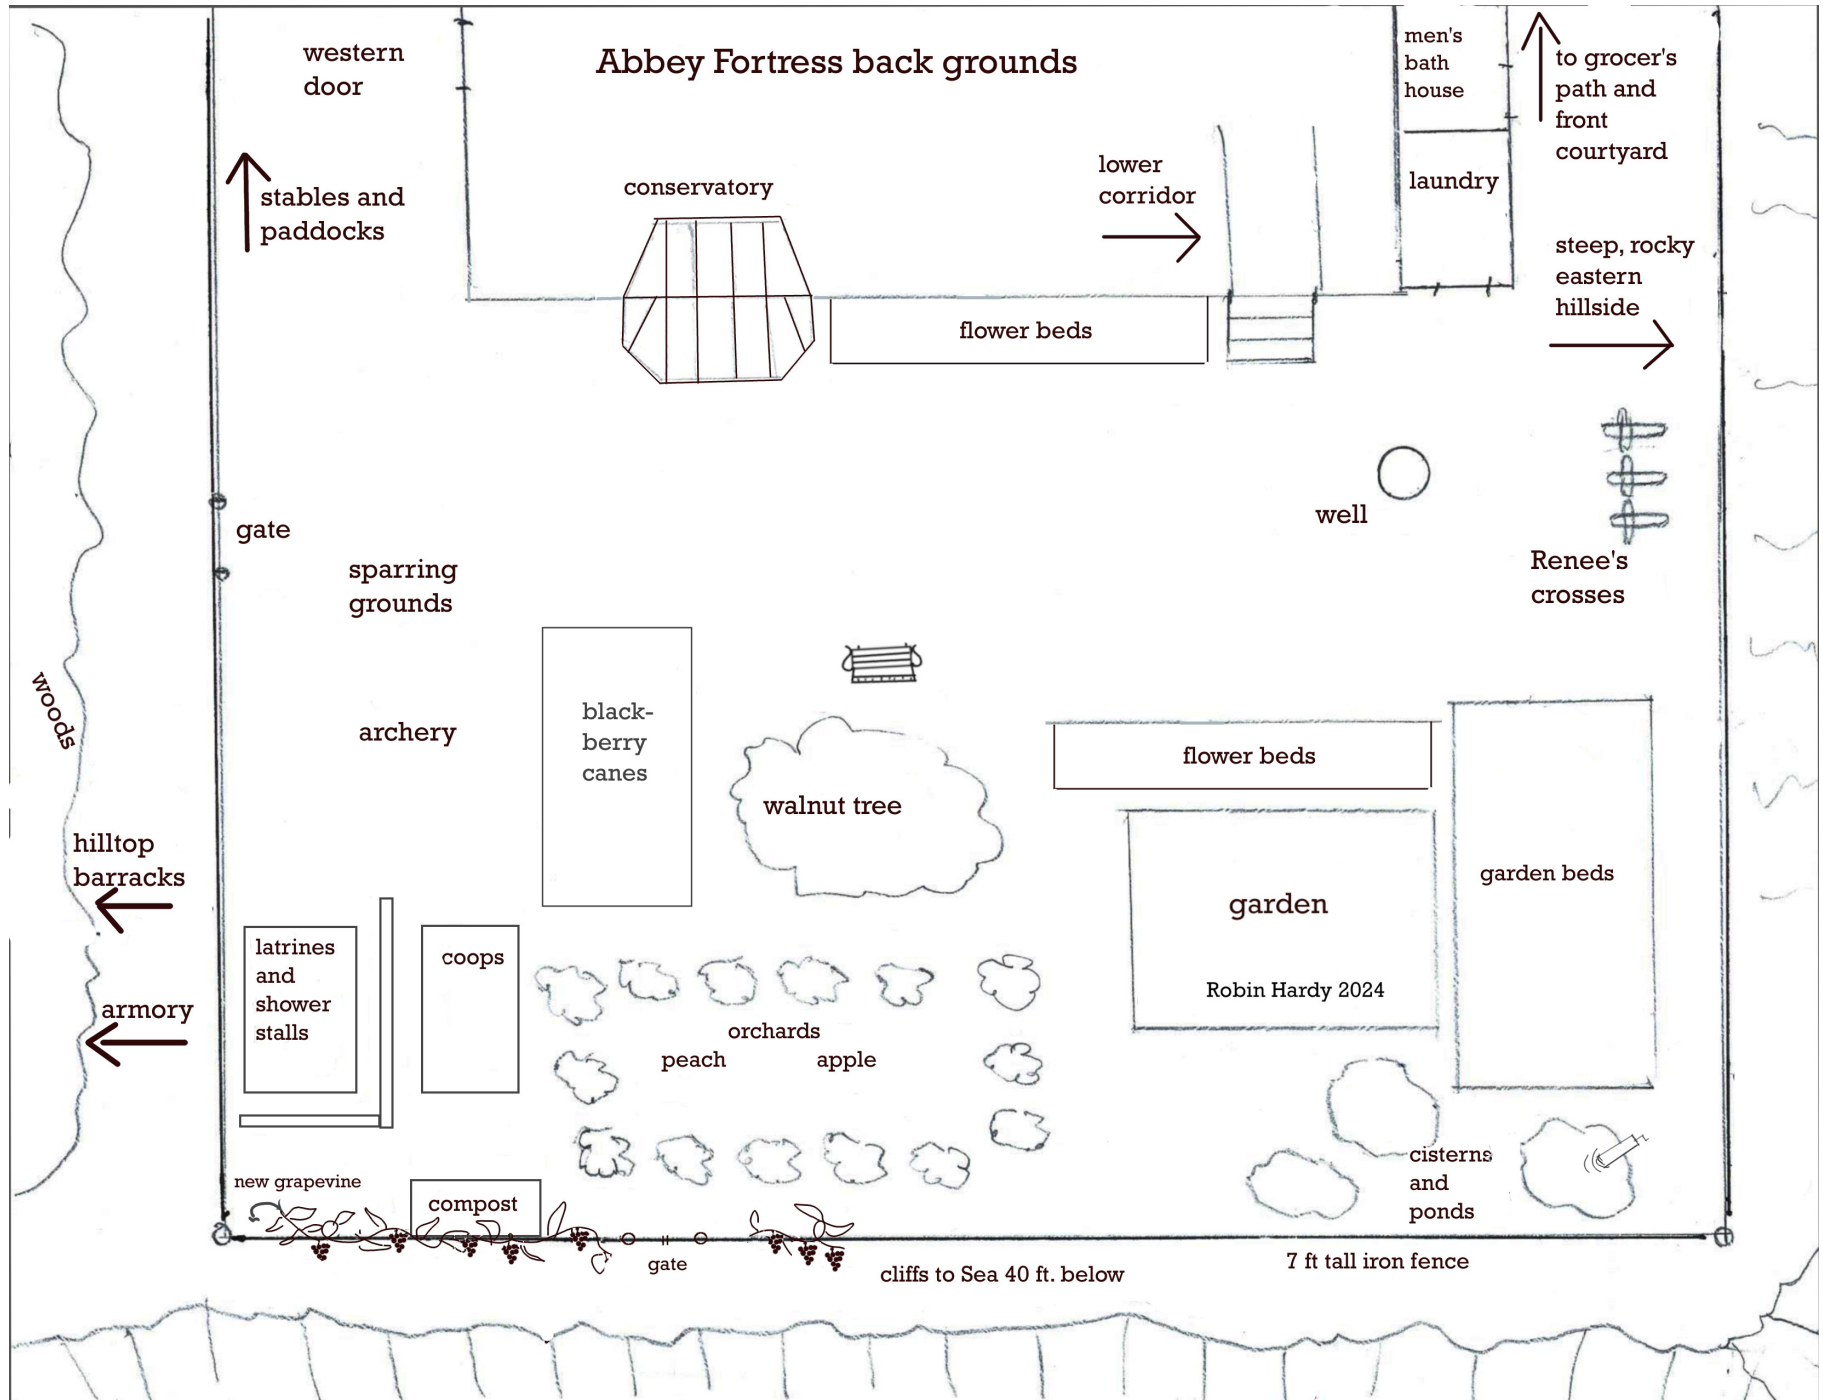 Abbey Fortress back grounds
western
door
men's
bath
house
to grocer's
path and
front
courtyard
stables and
paddocks
conservatory
lower
corridor
laundry
steep, rocky
eastern
hillside
flower beds
gate
well
sparring
grounds
Renee's
crosses
woods
archery
black-
berry
canes
walnut tree
flower beds
hilltop
barracks
garden beds
garden
latrines
and
shower
stalls
coops
Robin Hardy 2024
armory
orchards
peach
apple
cisterns
and
ponds
new grapevine
compost
gate
cliffs to Sea 40 ft. below
7 ft tall iron fence